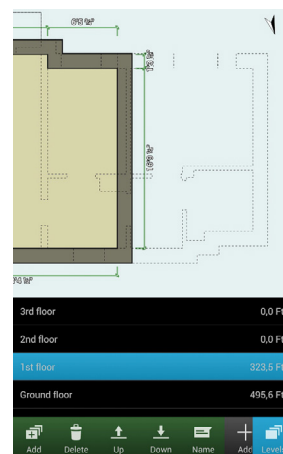 3rd floor 0,0 Ft
2nd floor 0,0 Ft
1st floor 323,5 Ft
Ground floor 495,6 Ft
Add Delete Up Down Name Add Levels